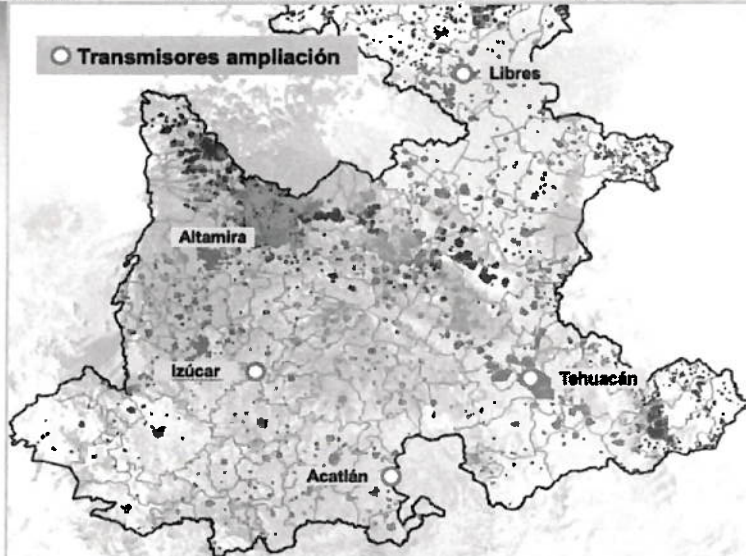 Transmisores ampliación
Libres
Altamira
Izúcar
Tehuacán
Acatlán